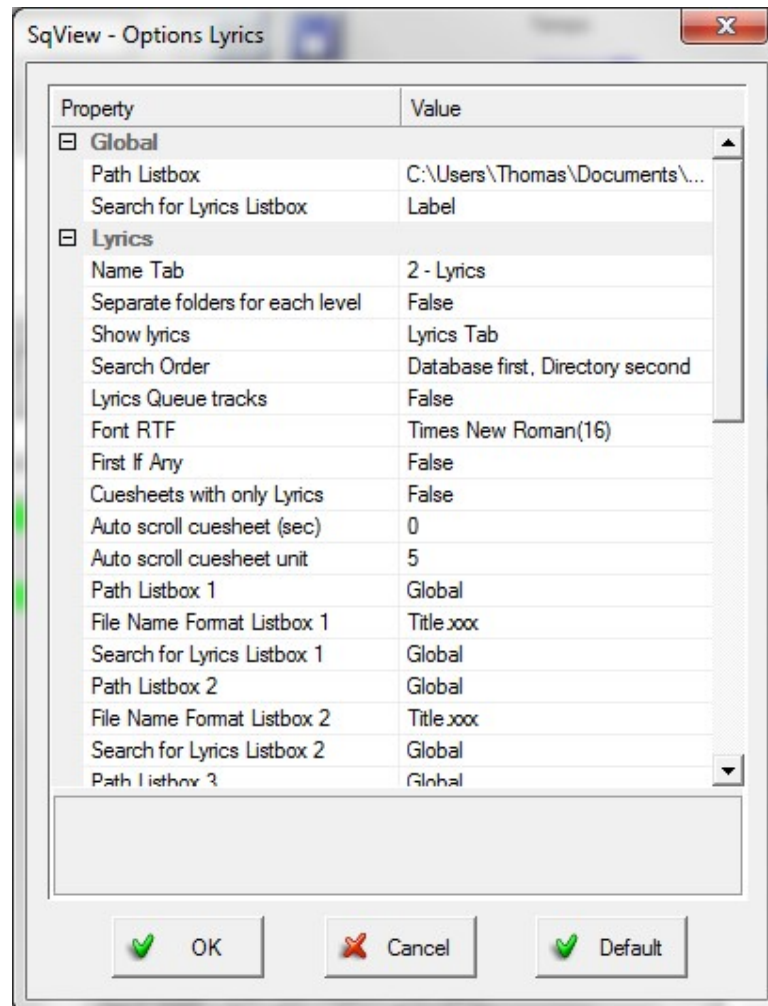 SqView - Options Lyrics
Property Value
Global
Path Listbox C:\Users\Thomas\Documents\...
Search for Lyrics Listbox Label
Lyrics
Name Tab 2 - Lyrics
Separate folders for each level False
Show lyrics Lyrics Tab
Search Order Database first, Directory second
Lyrics Queue tracks False
Font RTF Times New Roman(16)
First If Any False
Cuesheets with only Lyrics False
Auto scroll cuesheet (sec) 0
Auto scroll cuesheet unit 5
Path Listbox 1 Global
File Name Format Listbox 1 Title.xxx
Search for Lyrics Listbox 1 Global
Path Listbox 2 Global
File Name Format Listbox 2 Title.xxx
Search for Lyrics Listbox 2 Global
Path Listbox 3 Global
OK Cancel Default